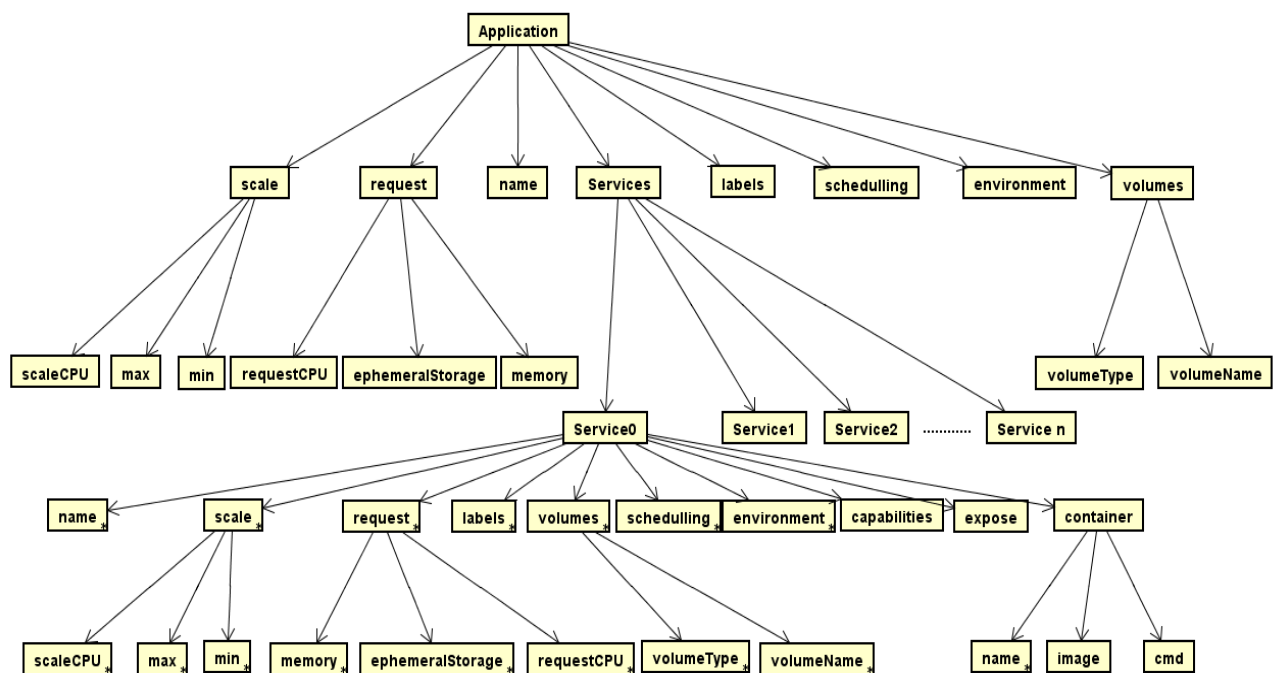 Application
scale
request
name
Services
labels
schedulling
environment
volumes
scaleCPU
max
min
requestCPU
ephemeralStorage
memory
volumeType
volumeName
Service0
Service1
Service2
............
Service n
name*
scale*
request*
labels*
volumes*
schedulling*
environment*
capabilities
expose
container
scaleCPU*
max*
min*
memory*
ephemeralStorage*
requestCPU*
volumeType*
volumeName*
name*
image
cmd